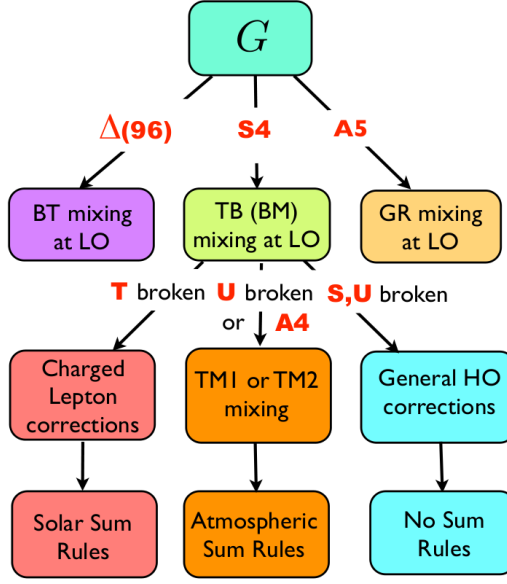 G
Δ(96) S4 A5
BT mixing
at LO
TB (BM)
mixing at LO
GR mixing
at LO
T broken U broken S,U broken
or A4
Charged
Lepton
corrections
TM1 or TM2
mixing
General HO
corrections
Solar Sum
Rules
Atmospheric
Sum Rules
No Sum
Rules